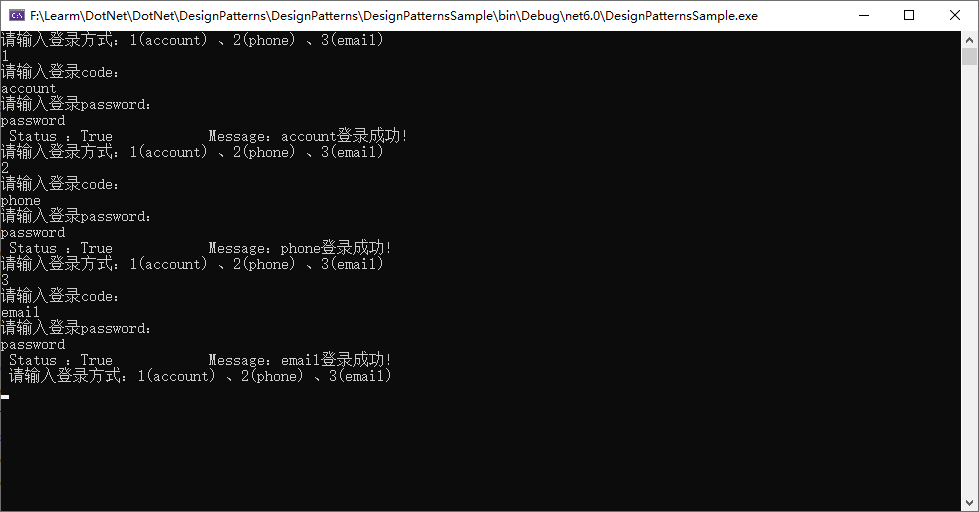 F:\Learm\DotNet\DotNet\DesignPatterns\DesignPatterns\DesignPatternsSample\bin\Debug\net6.0\DesignPatternsSample.exe
请输入登录方式：1(account) 、2(phone) 、3(email)
1
请输入登录code：
account
请输入登录password：
password
Status ：True Message：account登录成功!
请输入登录方式：1(account) 、2(phone) 、3(email)
2
请输入登录code：
phone
请输入登录password：
password
Status ：True Message：phone登录成功!
请输入登录方式：1(account) 、2(phone) 、3(email)
3
请输入登录code：
email
请输入登录password：
password
Status ：True Message：email登录成功!
请输入登录方式：1(account) 、2(phone) 、3(email)